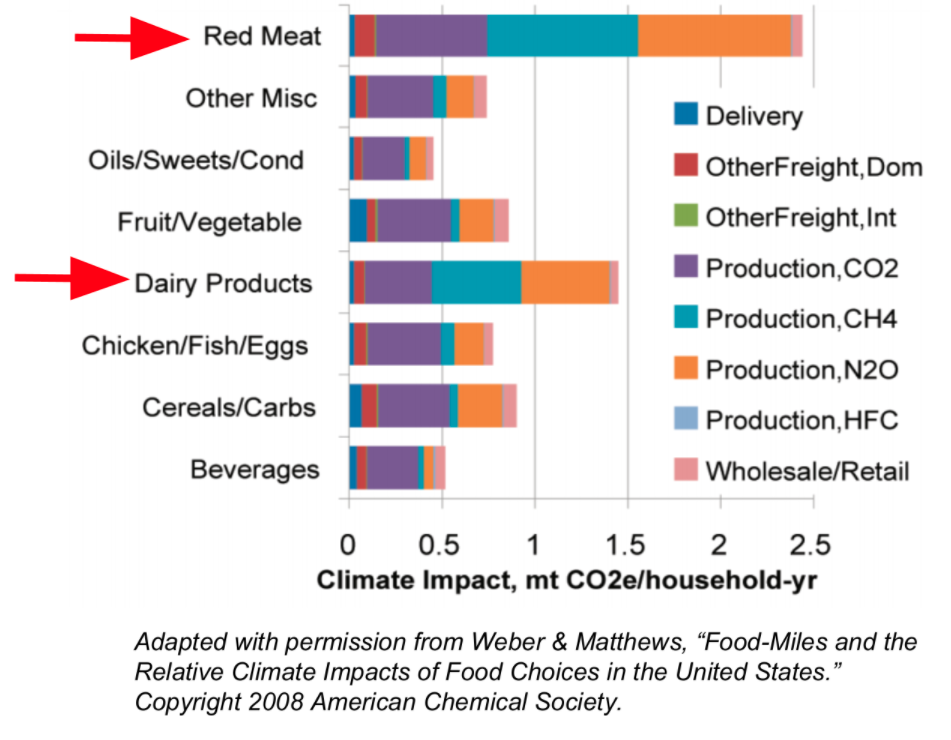 Red Meat
Other Misc
Oils/Sweets/Cond
Fruit/Vegetable
Dairy Products
Chicken/Fish/Eggs
Cereals/Carbs
Beverages
Delivery
OtherFreight,Dom
OtherFreight,Int
Production,CO2
Production,CH4
Production,N2O
Production,HFC
Wholesale/Retail
0 0.5 1 1.5 2 2.5
Climate Impact, mt CO2e/household-yr
Adapted with permission from Weber & Matthews, “Food-Miles and the
Relative Climate Impacts of Food Choices in the United States.”
Copyright 2008 American Chemical Society.